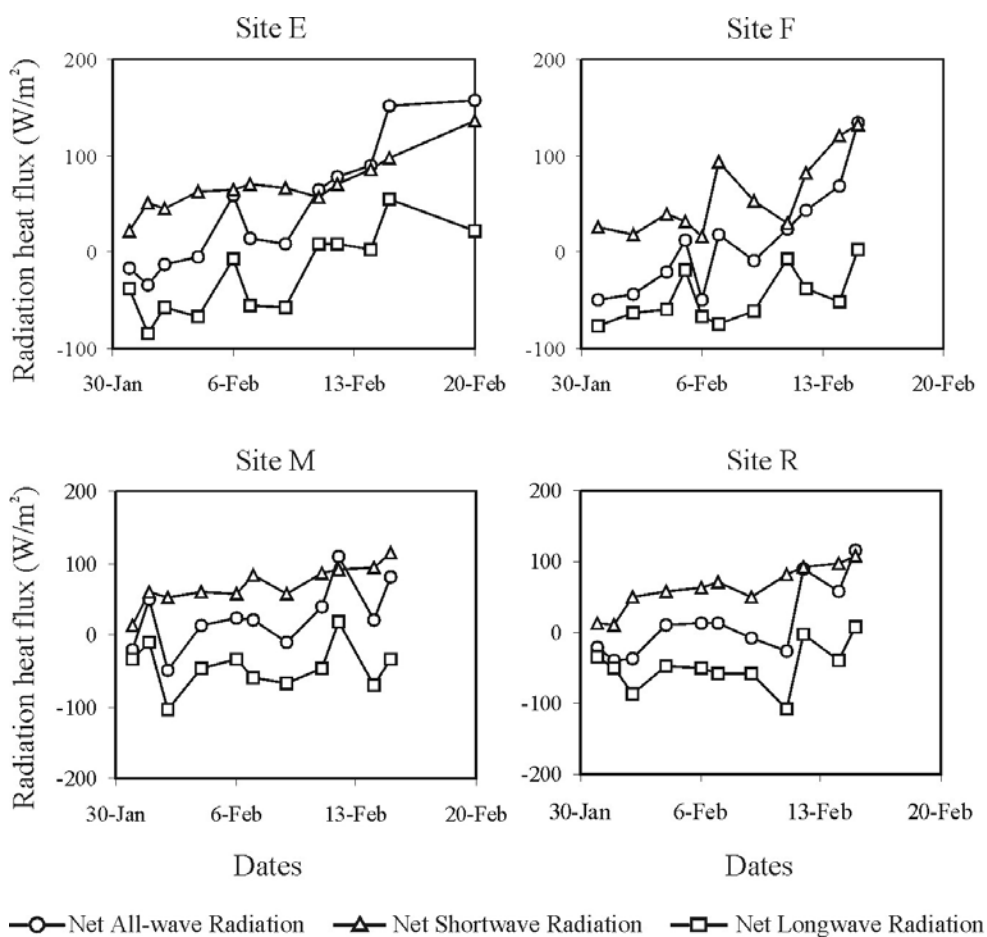 Site E
Site F
Radiation heat flux (W/m²)
200
100
0
-100
30-Jan 6-Feb 13-Feb 20-Feb
200
100
0
-100
30-Jan 6-Feb 13-Feb 20-Feb
Site M
Site R
Radiation heat flux (W/m²)
200
100
0
-100
-200
30-Jan 6-Feb 13-Feb 20-Feb
200
100
0
-100
-200
30-Jan 6-Feb 13-Feb 20-Feb
Dates
Dates
Net All-wave Radiation Net Shortwave Radiation Net Longwave Radiation